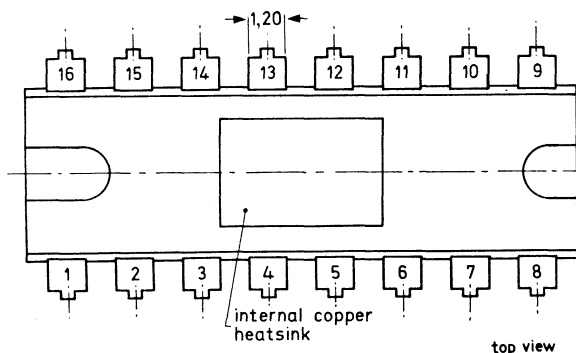 1,20
16 15 14 13 12 11 10 9
1 2 3 4 5 6 7 8
internal copper
heatsink
top view